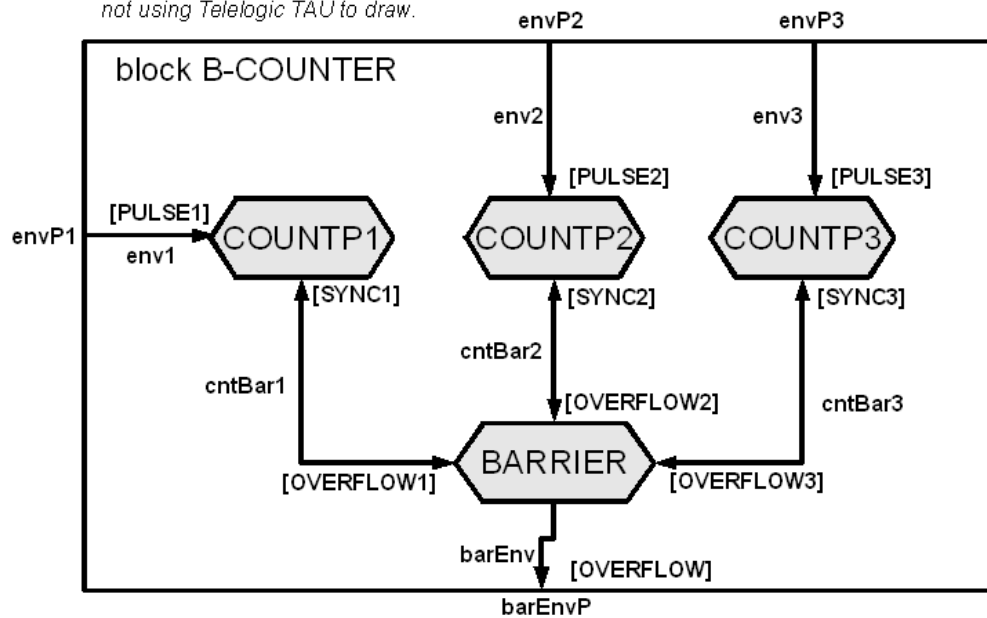 not using Telelogic TAU to draw.
envP2
envP3
block B-COUNTER
env2
env3
[PULSE1]
[PULSE2]
[PULSE3]
envP1
env1
COUNTP1
COUNTP2
COUNTP3
[SYNC1]
[SYNC2]
[SYNC3]
cntBar1
cntBar2
cntBar3
[OVERFLOW2]
BARRIER
[OVERFLOW1]
[OVERFLOW3]
barEnv
[OVERFLOW]
barEnvP